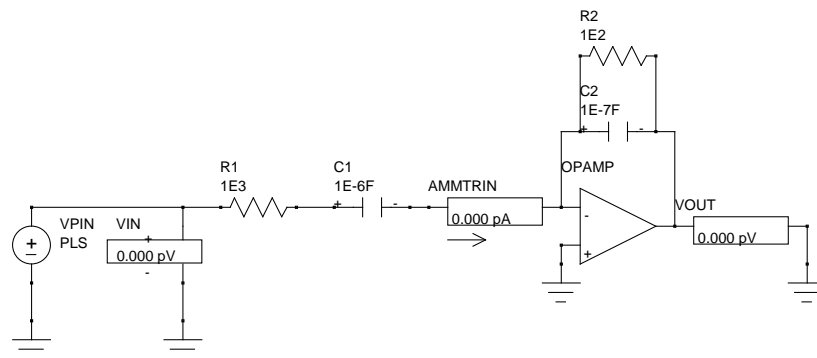 R2
1E2
C2
1E-7F
+ -
R1
1E3
C1
1E-6F
+ -
AMMTRIN
0.000 pA
OPAMP
-
+
VOUT
0.000 pV
VPIN
PLS
+
-
VIN
+
0.000 pV
-